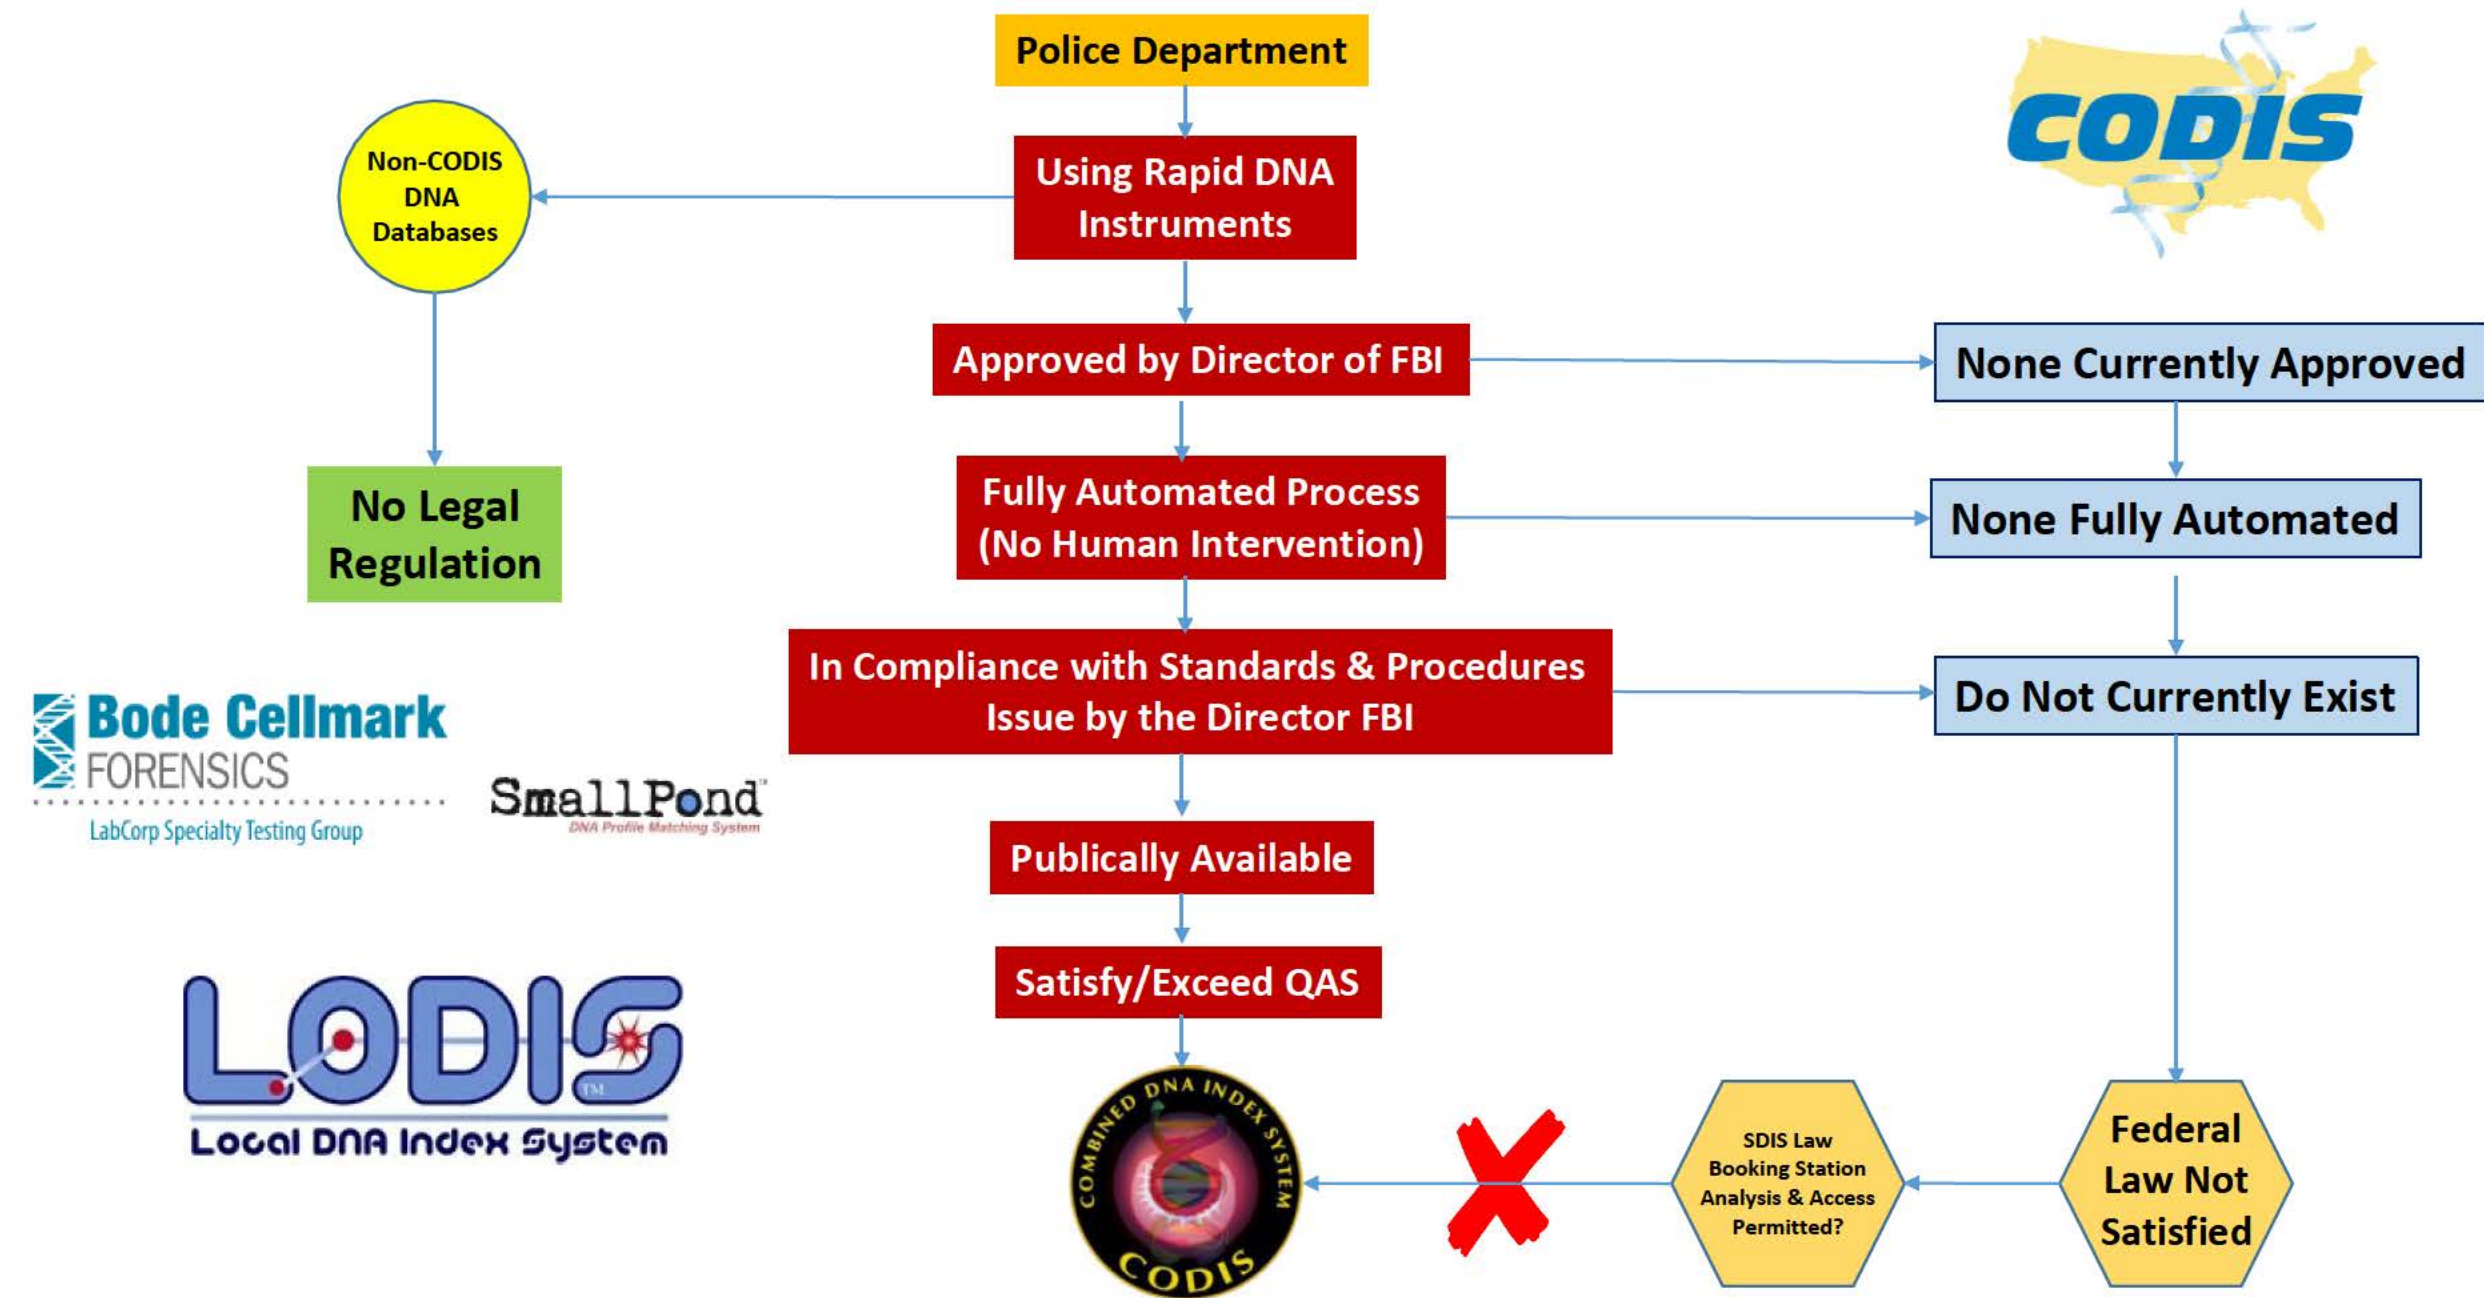 Police Department
CODIS
Non-CODIS
DNA
Databases
Using Rapid DNA
Instruments
Approved by Director of FBI
None Currently Approved
No Legal
Regulation
Fully Automated Process
(No Human Intervention)
None Fully Automated
In Compliance with Standards & Procedures
Issue by the Director FBI
Do Not Currently Exist
Bode Cellmark
FORENSICS
LabCorp Specialty Testing Group
SmallPond™
DNA Profile Matching System
Publically Available
Satisfy/Exceed QAS
LODIS
TM
Local DNA Index System
COMBINED DNA INDEX SYSTEM
CODIS
SDIS Law
Booking Station
Analysis & Access
Permitted?
Federal
Law Not
Satisfied